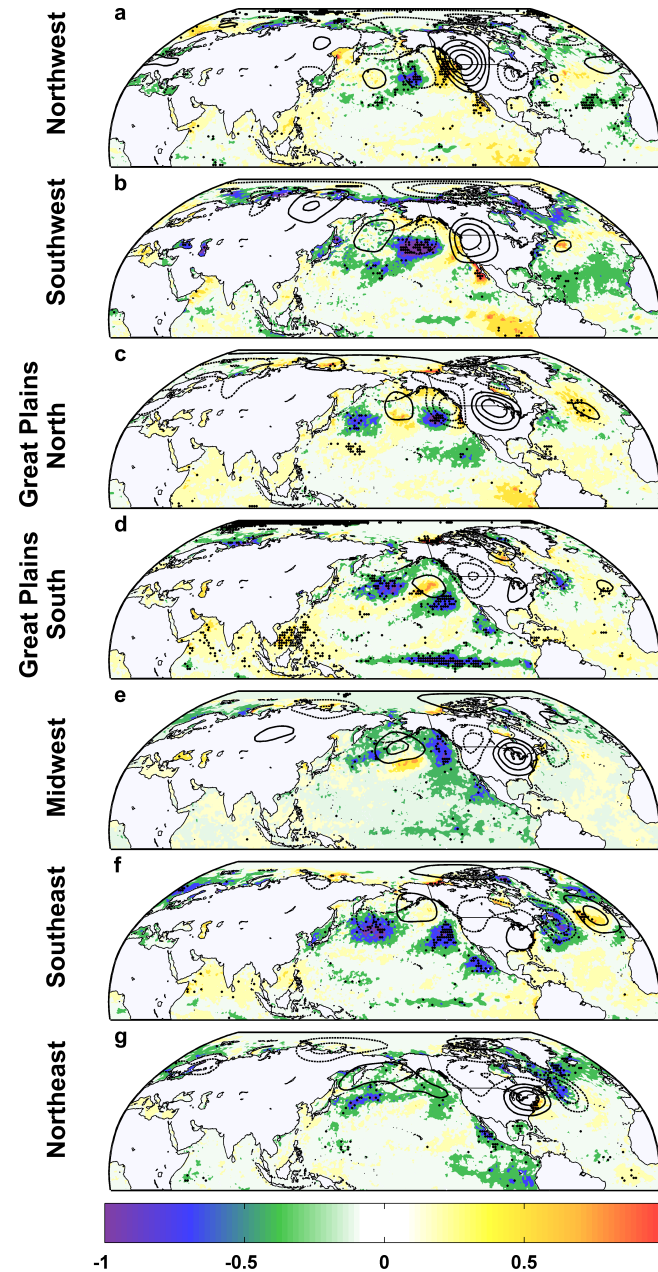 a
Northwest
b
Southwest
c
Great Plains
North
d
Great Plains
South
e
Midwest
f
Southeast
g
Northeast
-1 -0.5 0 0.5